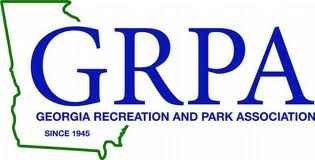 GRPA
GEORGIA RECREATION AND PARK ASSOCIATION
SINCE 1945